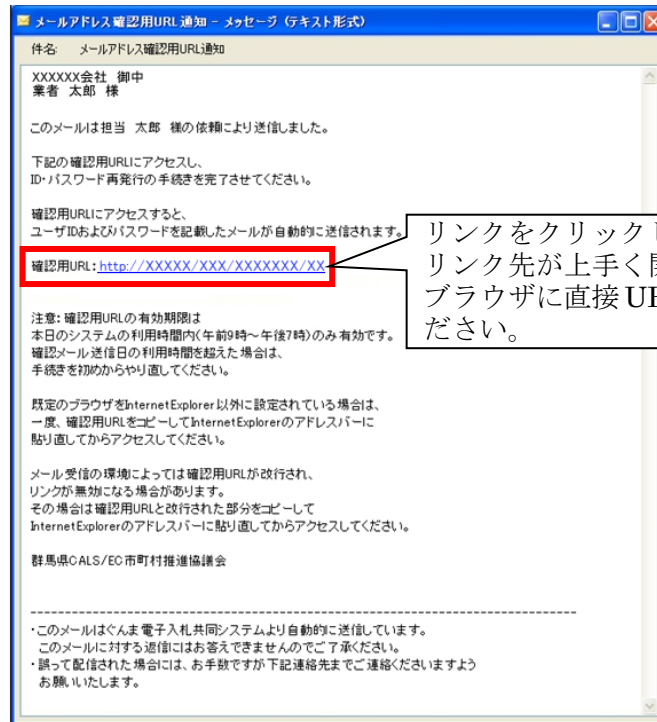 メールアドレス確認用URL通知 - メッセージ (テキスト形式)
件名: メールアドレス確認用URL通知
XXXXXX会社 御中
業者 太郎 様
このメールは担当 太郎 様の依頼により送信しました。
下記の確認用URLにアクセスし、
ID・パスワード再発行の手続きを完了させてください。
確認用URLにアクセスすると、
ユーザIDおよびパスワードを記載したメールが自動的に送信されます。
確認用URL：http://XXXXX/XXX/XXXXXXX/XX
リンクをクリック
リンク先が上手く
ブラウザに直接 U
ださい。
注意：確認用URLの有効期限は
本日のシステムの利用時間内(午前9時～午後7時)のみ有効です。
確認メール送信日の利用時間を超えた場合は、
手続きを初めからやり直してください。
既定のブラウザをInternetExplorer以外に設定されている場合は、
一度、確認用URLをコピーしてInternetExplorerのアドレスバーに
貼り直してからアクセスしてください。
メール受信の環境によっては確認用URLが改行され、
リンクが無効になる場合があります。
その場合は確認用URLと改行された部分をコピーして
InternetExplorerのアドレスバーに貼り直してからアクセスしてください。
群馬県CALS/EC市町村推進協議会
--------------------------------------------------------------------------------
・このメールはぐんま電子入札共同システムより自動的に送信しています。
このメールに対する返信にはお答えできませんのでご了承ください。
・誤って配信された場合には、お手数ですが下記連絡先までご連絡くださいますよう
お願いいたします。